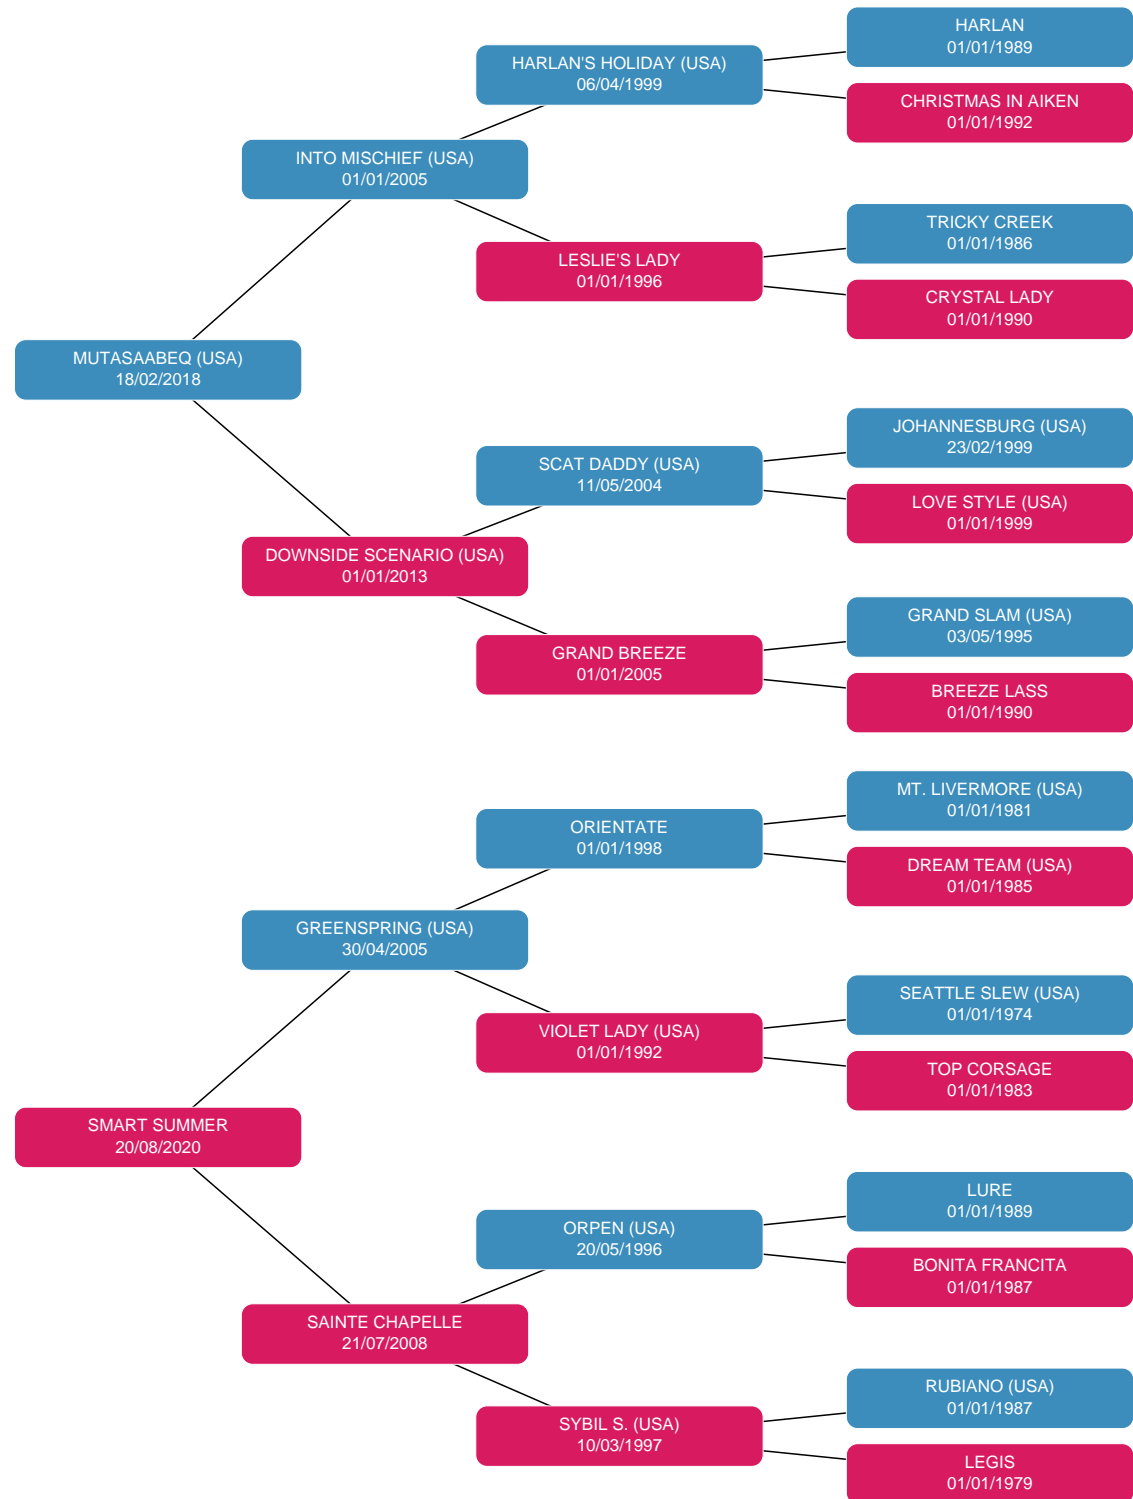 HARLAN
01/01/1989
HARLAN'S HOLIDAY (USA)
06/04/1999
CHRISTMAS IN AIKEN
01/01/1992
INTO MISCHIEF (USA)
01/01/2005
TRICKY CREEK
01/01/1986
LESLIE'S LADY
01/01/1996
CRYSTAL LADY
01/01/1990
MUTASAABEQ (USA)
18/02/2018
JOHANNESBURG (USA)
23/02/1999
SCAT DADDY (USA)
11/05/2004
LOVE STYLE (USA)
01/01/1999
DOWNSIDE SCENARIO (USA)
01/01/2013
GRAND SLAM (USA)
03/05/1995
GRAND BREEZE
01/01/2005
BREEZE LASS
01/01/1990
MT. LIVERMORE (USA)
01/01/1981
ORIENTATE
01/01/1998
DREAM TEAM (USA)
01/01/1985
GREENSPRING (USA)
30/04/2005
SEATTLE SLEW (USA)
01/01/1974
VIOLET LADY (USA)
01/01/1992
TOP CORSAGE
01/01/1983
SMART SUMMER
20/08/2020
LURE
01/01/1989
ORPEN (USA)
20/05/1996
BONITA FRANCITA
01/01/1987
SAINTE CHAPELLE
21/07/2008
RUBIANO (USA)
01/01/1987
SYBIL S. (USA)
10/03/1997
LEGIS
01/01/1979